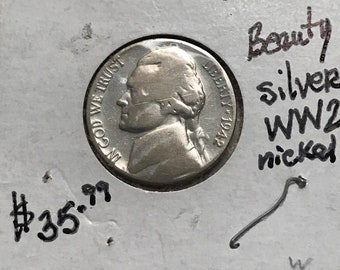 Beauty
silver
WW2
nickel
IN GOD WE TRUST
LIBERTY 1942
$35.99